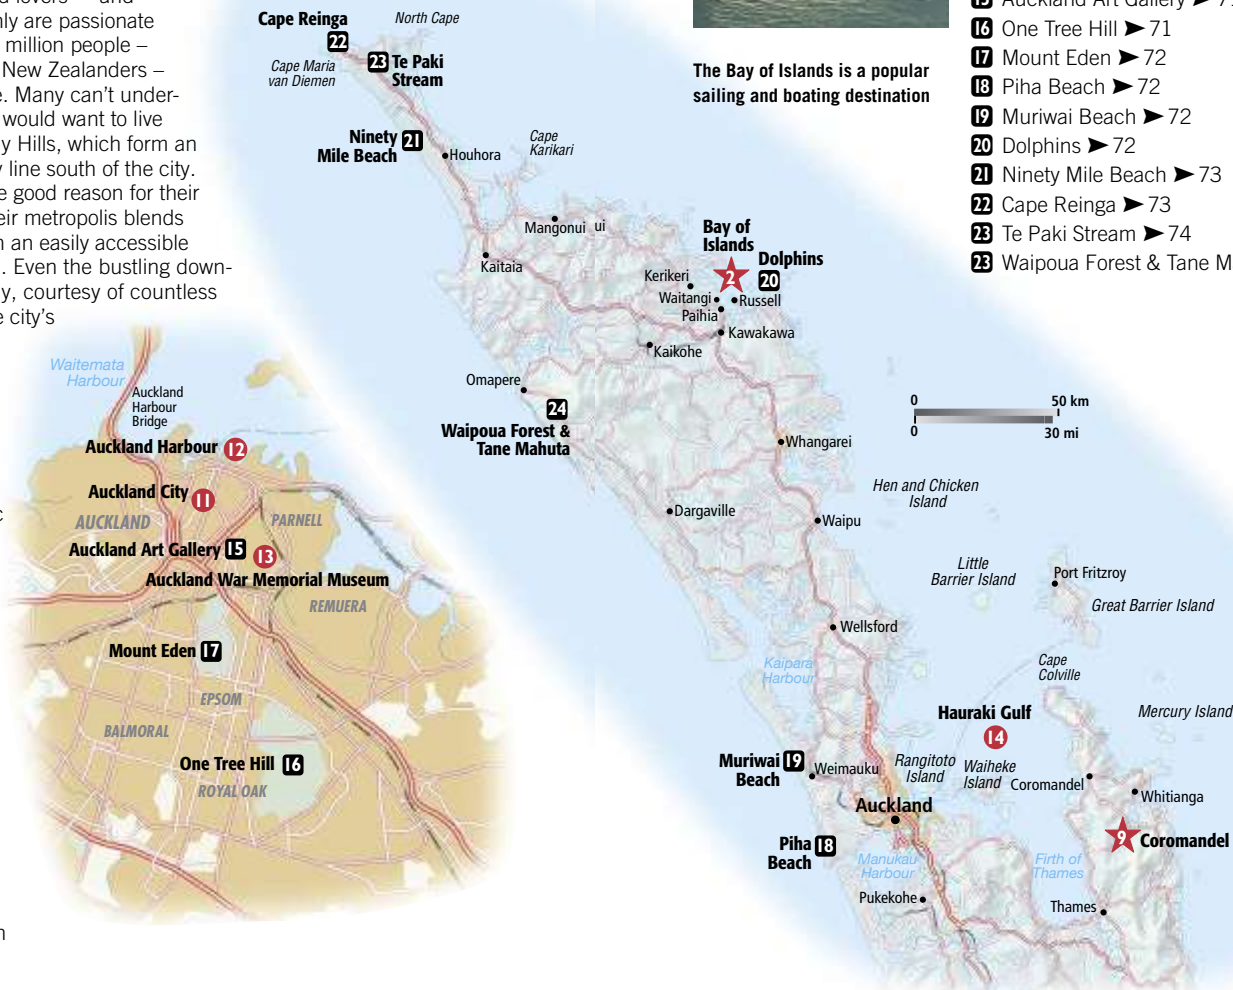 nly are passionate
million people –
New Zealanders –
e. Many can't under-
would want to live
y Hills, which form an
y line south of the city.
e good reason for their
eir metropolis blends
an easily accessible
. Even the bustling down-
y, courtesy of countless
e city's
The Bay of Islands is a popular
sailing and boating destination
15 Auckland Art Gallery ➤ 71
16 One Tree Hill ➤ 71
17 Mount Eden ➤ 72
18 Piha Beach ➤ 72
19 Muriwai Beach ➤ 72
20 Dolphins ➤ 72
21 Ninety Mile Beach ➤ 73
22 Cape Reinga ➤ 73
23 Te Paki Stream ➤ 74
23 Waipoua Forest & Tane M
Cape Reinga
22
North Cape
Cape Maria
van Diemen
23 Te Paki
Stream
Ninety
Mile Beach
21
Houhora
Cape
Karikari
Mangonui ui
Kaitaia
Bay of
Islands
2
Dolphins
20
Kerikeri
Waitangi
Russell
Paihia
Kawakawa
Kaikohe
Omapere
24
Waipoua Forest &
Tane Mahuta
0 50 km
0 30 mi
Whangarei
Hen and Chicken
Island
Dargaville
Waipu
Little
Barrier Island
Port Fitzroy
Great Barrier Island
Wellsford
Kaipara
Harbour
Cape
Colville
Hauraki Gulf
14
Mercury Island
Muriwai
Beach
19
Weimauku
Rangitoto
Island
Waiheke
Island
Coromandel
Whitianga
Auckland
9 Coromandel
Piha
Beach
18
Manukau
Harbour
Firth of
Thames
Pukekohe
Thames
Waitemata
Harbour
Auckland
Harbour
Bridge
Auckland Harbour 12
Auckland City 11
AUCKLAND
PARNELL
Auckland Art Gallery 15
13
Auckland War Memorial Museum
REMUERA
Mount Eden 17
EPSOM
BALMORAL
One Tree Hill 16
ROYAL OAK